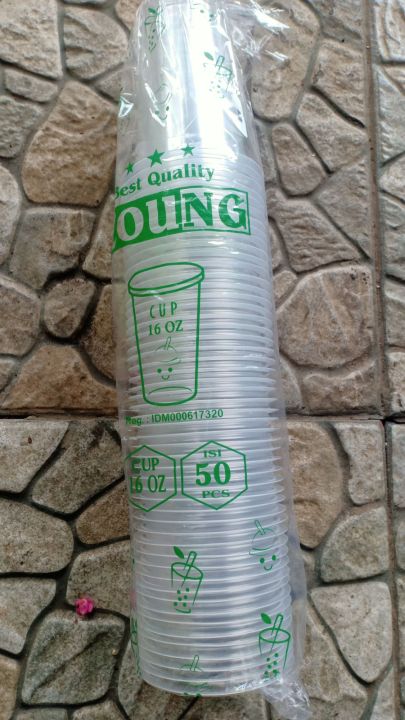 Best Quality
OUNG
CUP
16 OZ
Reg. : IDM000617320
CUP
16 OZ
ISI
50
PCS